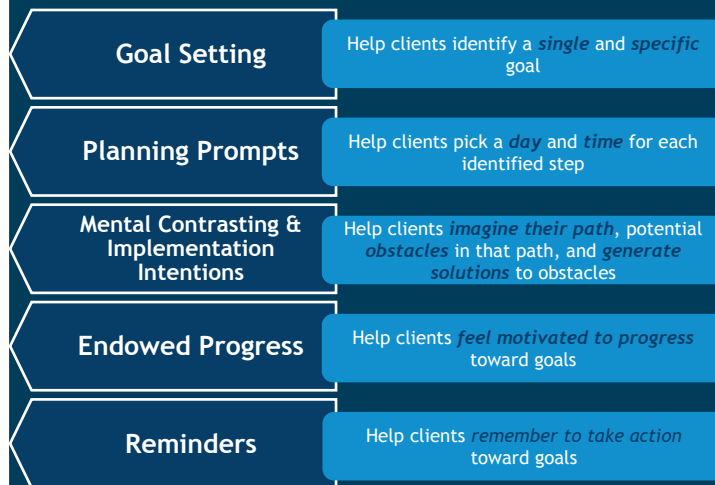 Goal Setting
Help clients identify a single and specific
goal
Planning Prompts
Help clients pick a day and time for each
identified step
Mental Contrasting &
Implementation
Intentions
Help clients imagine their path, potential
obstacles in that path, and generate
solutions to obstacles
Endowed Progress
Help clients feel motivated to progress
toward goals
Reminders
Help clients remember to take action
toward goals